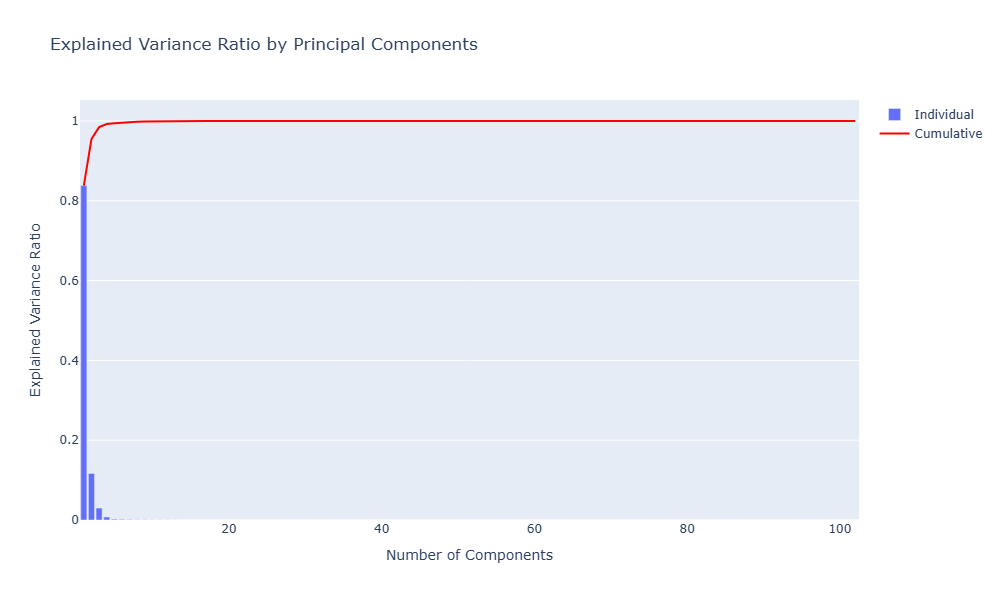 Explained Variance Ratio by Principal Components
Individual
Cumulative
1
0.8
0.6
0.4
0.2
0
Explained Variance Ratio
20 40 60 80 100
Number of Components